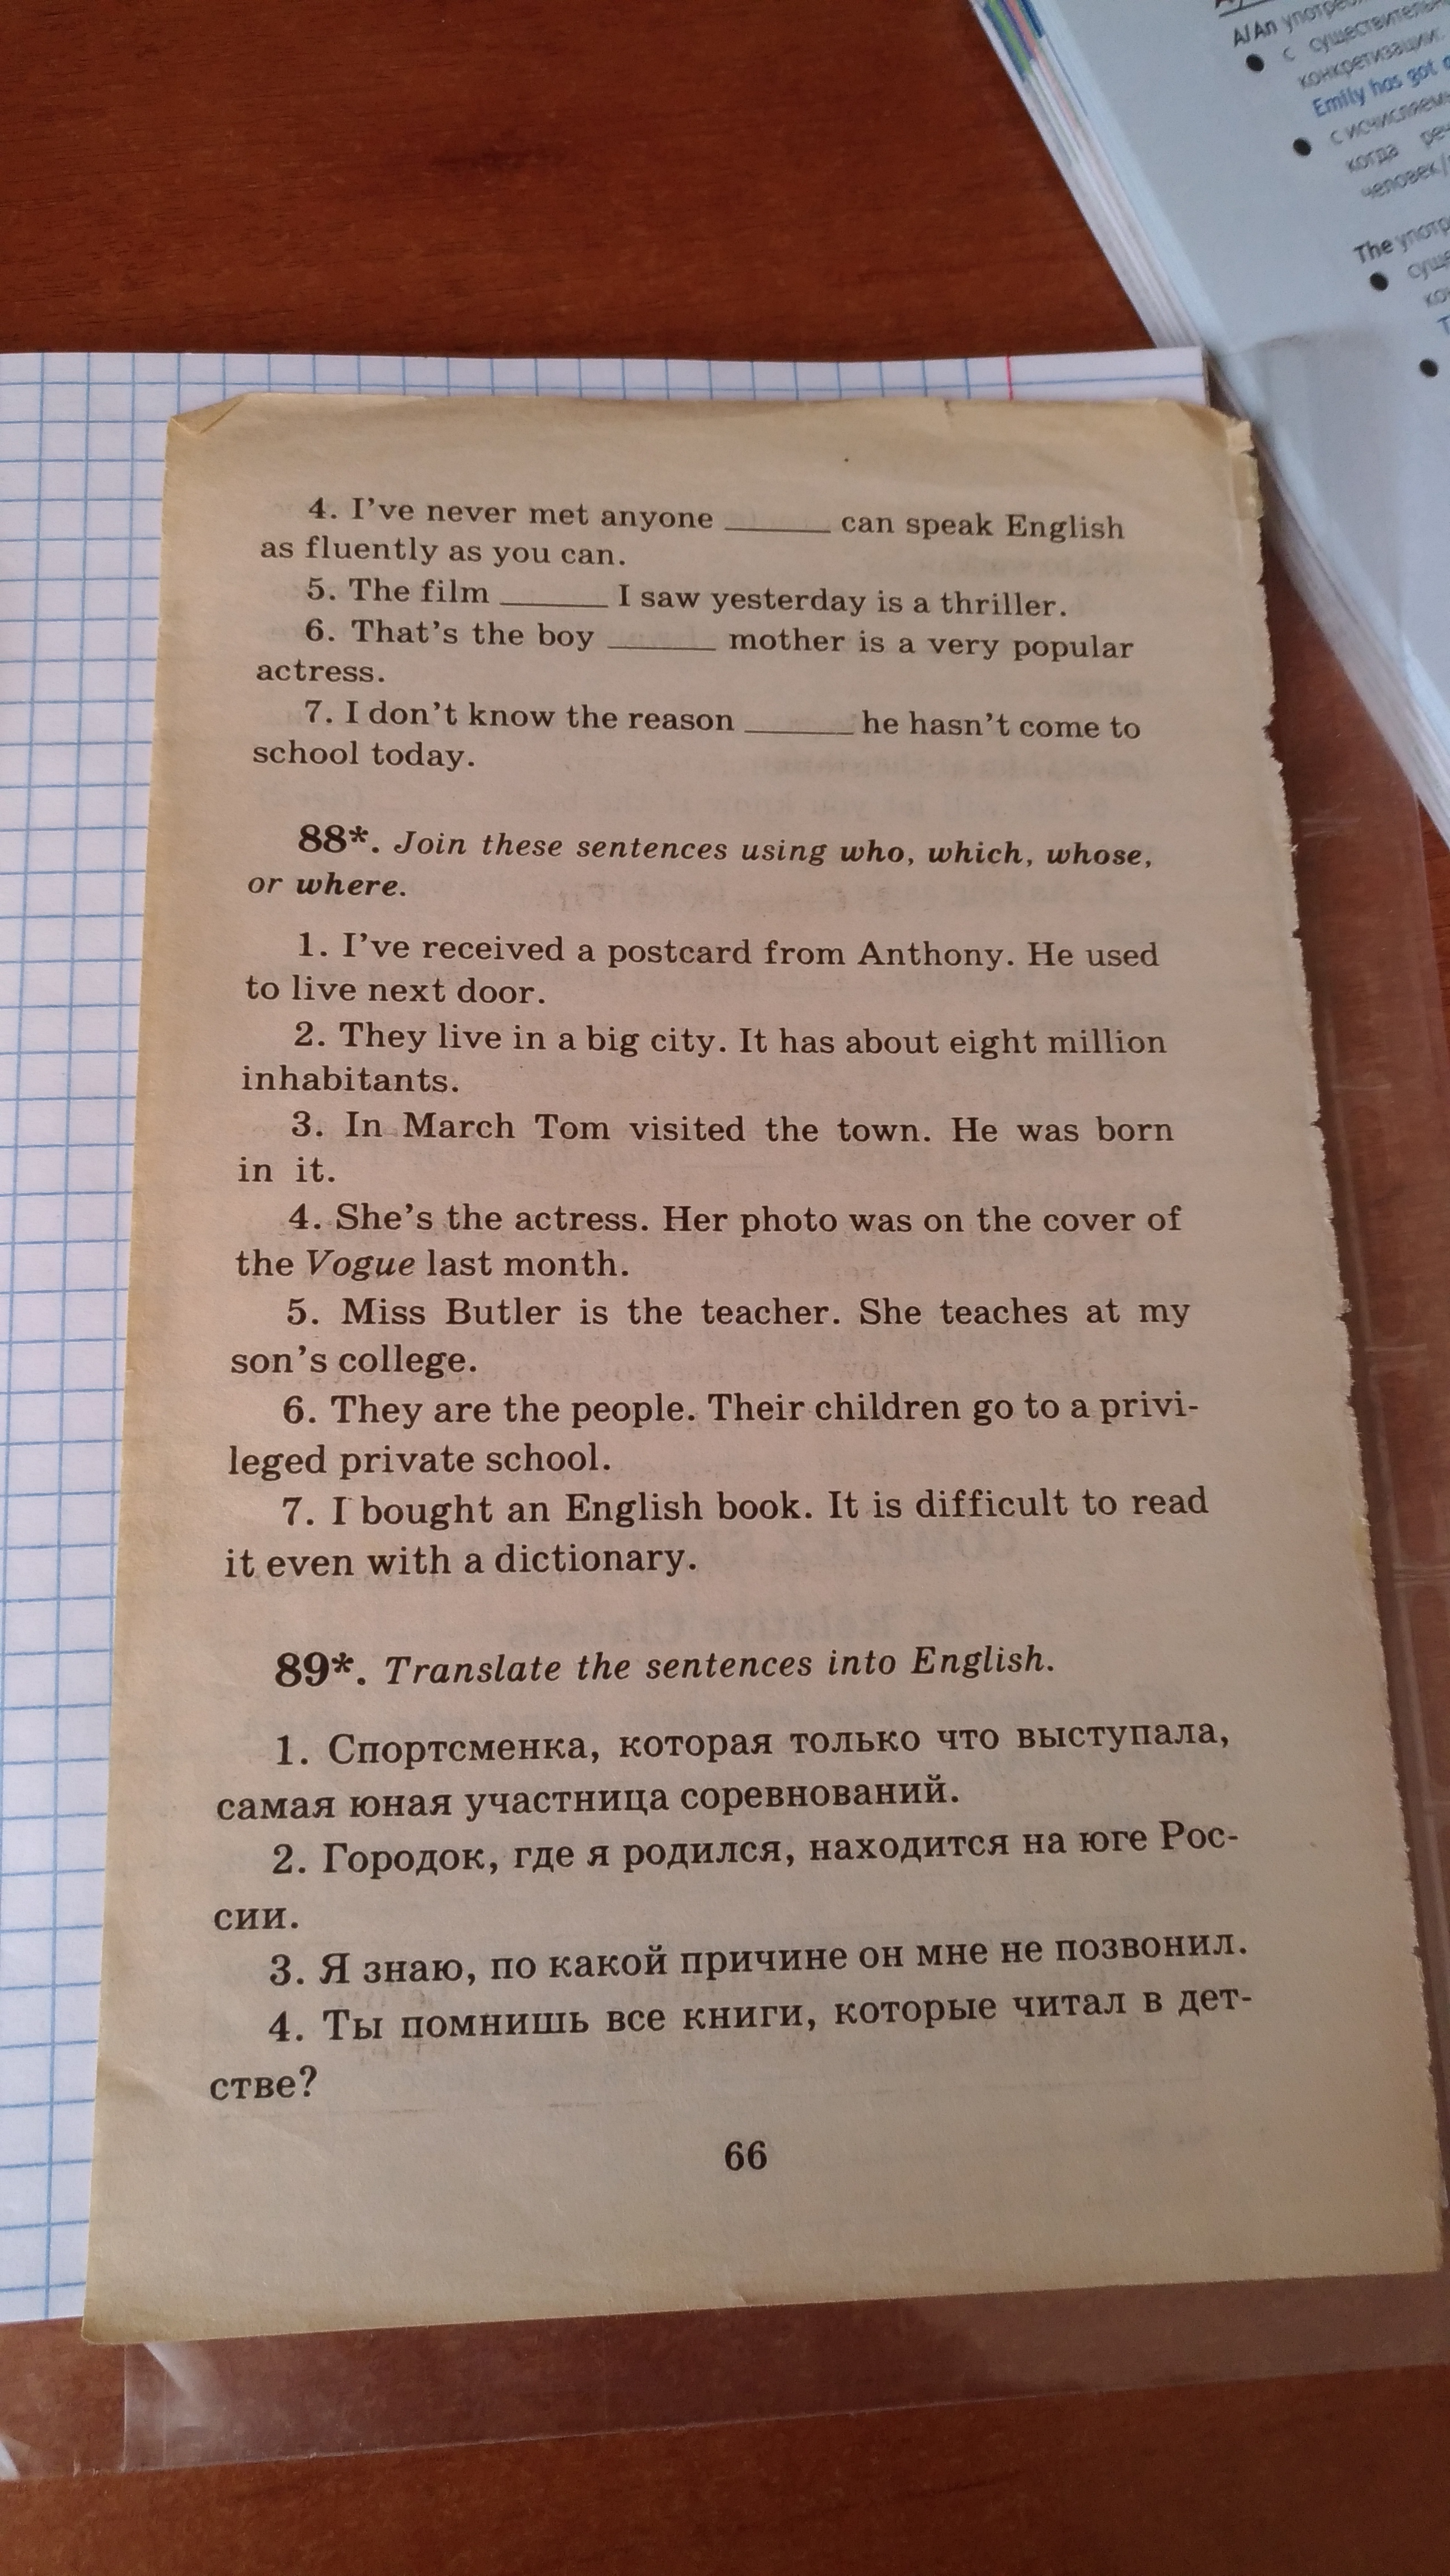 A/An
с существитель
конкретизации:
Emily has got
когда
The
4. I've never met anyone ______ can speak English
as fluently as you can.
5. The film ______ I saw yesterday is a thriller.
6. That's the boy ______ mother is a very popular
actress.
7. I don't know the reason ______ he hasn't come to
school today.
88*. Join these sentences using who, which, whose,
or where.
1. I've received a postcard from Anthony. He used
to live next door.
2. They live in a big city. It has about eight million
inhabitants.
3. In March Tom visited the town. He was born
in it.
4. She's the actress. Her photo was on the cover of
the Vogue last month.
5. Miss Butler is the teacher. She teaches at my
son's college.
6. They are the people. Their children go to a privi-
leged private school.
7. I bought an English book. It is difficult to read
it even with a dictionary.
89*. Translate the sentences into English.
1. Спортсменка, которая только что выступала,
самая юная участница соревнований.
2. Городок, где я родился, находится на юге Рос-
сии.
3. Я знаю, по какой причине он мне не позвонил.
4. Ты помнишь все книги, которые читал в дет-
стве?
66